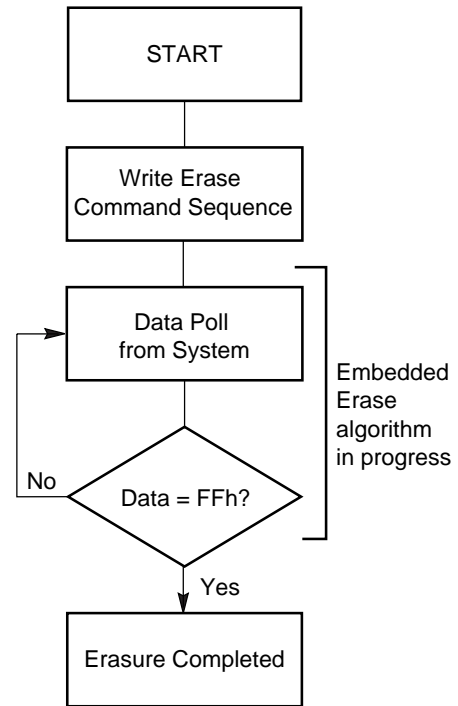 START
Write Erase
Command Sequence
Data Poll
from System
Embedded
Erase
algorithm
in progress
No
Data = FFh?
Yes
Erasure Completed